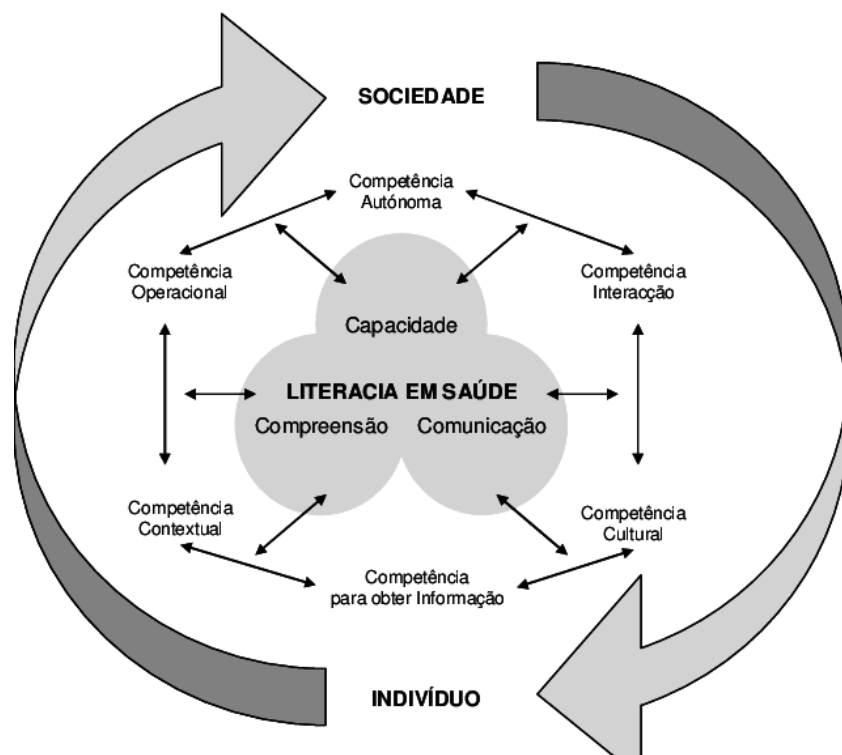 SOCIEDADE
Competência
Autónoma
Competência
Operacional
Competência
Interacção
Capacidade
LITERACIA EM SAÚDE
Compreensão
Comunicação
Competência
Contextual
Competência
Cultural
Competência
para obter Informação
INDIVÍDUO